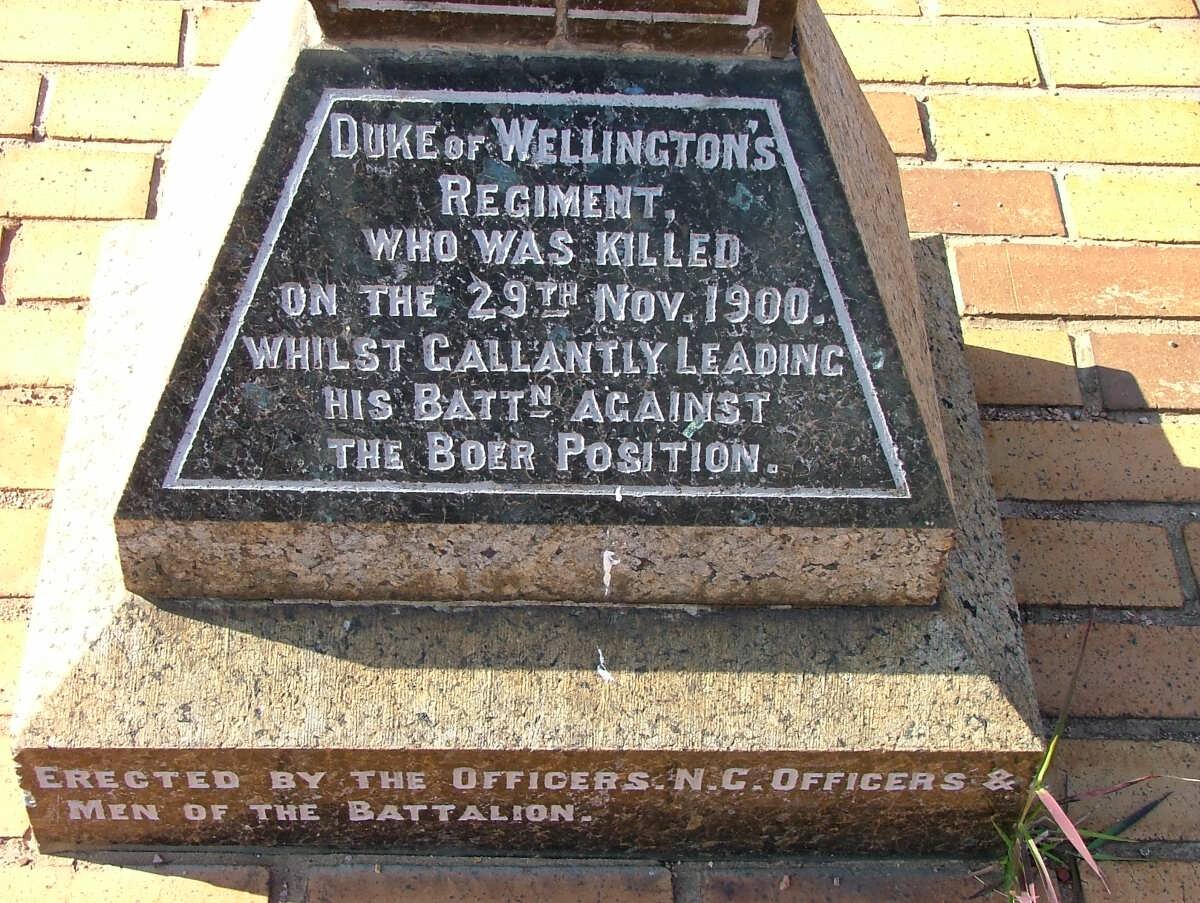 DUKE OF WELLINGTON'S
REGIMENT,
WHO WAS KILLED
ON THE 29TH NOV. 1900.
WHILST GALLANTLY LEADING
HIS BATTN AGAINST
THE BOER POSITION.
ERECTED BY THE OFFICERS. N.C. OFFICERS &
MEN OF THE BATTALION.